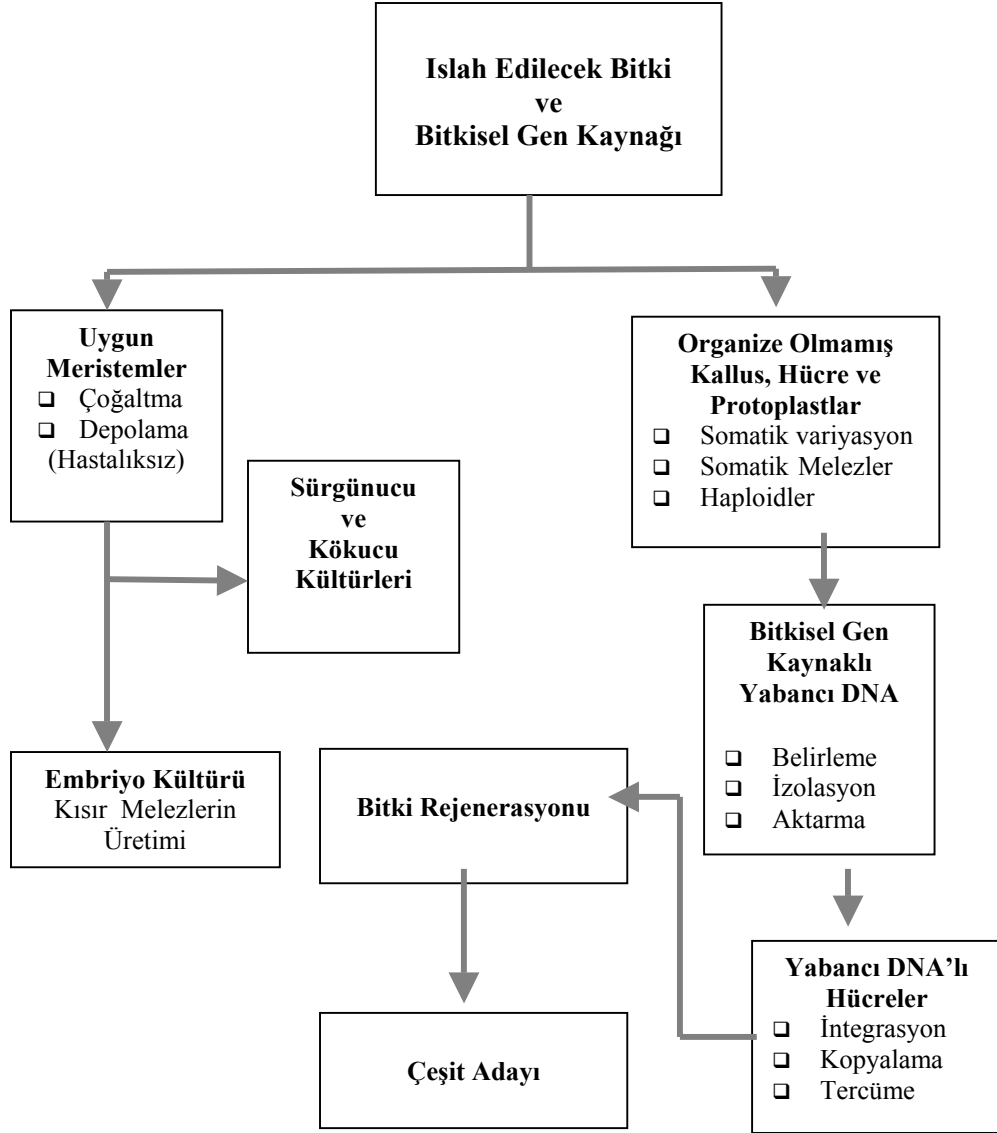 Islah Edilecek Bitki
ve
Bitkisel Gen Kaynağı
Uygun
Meristemler
❑ Çoğaltma
❑ Depolama
(Hastalıksız)
Organize Olmamış
Kallus, Hücre ve
Protoplastlar
❑ Somatik variyasyon
❑ Somatik Melezler
❑ Haploidler
Sürgünucu
ve
Kökucu
Kültürleri
Bitkisel Gen
Kaynaklı
Yabancı DNA
❑ Belirleme
❑ İzolasyon
❑ Aktarma
Embriyo Kültürü
Kısır Melezlerin
Üretimi
Bitki Rejenerasyonu
Yabancı DNA’lı
Hücreler
❑ İntegrasyon
❑ Kopyalama
❑ Tercüme
Çeşit Adayı